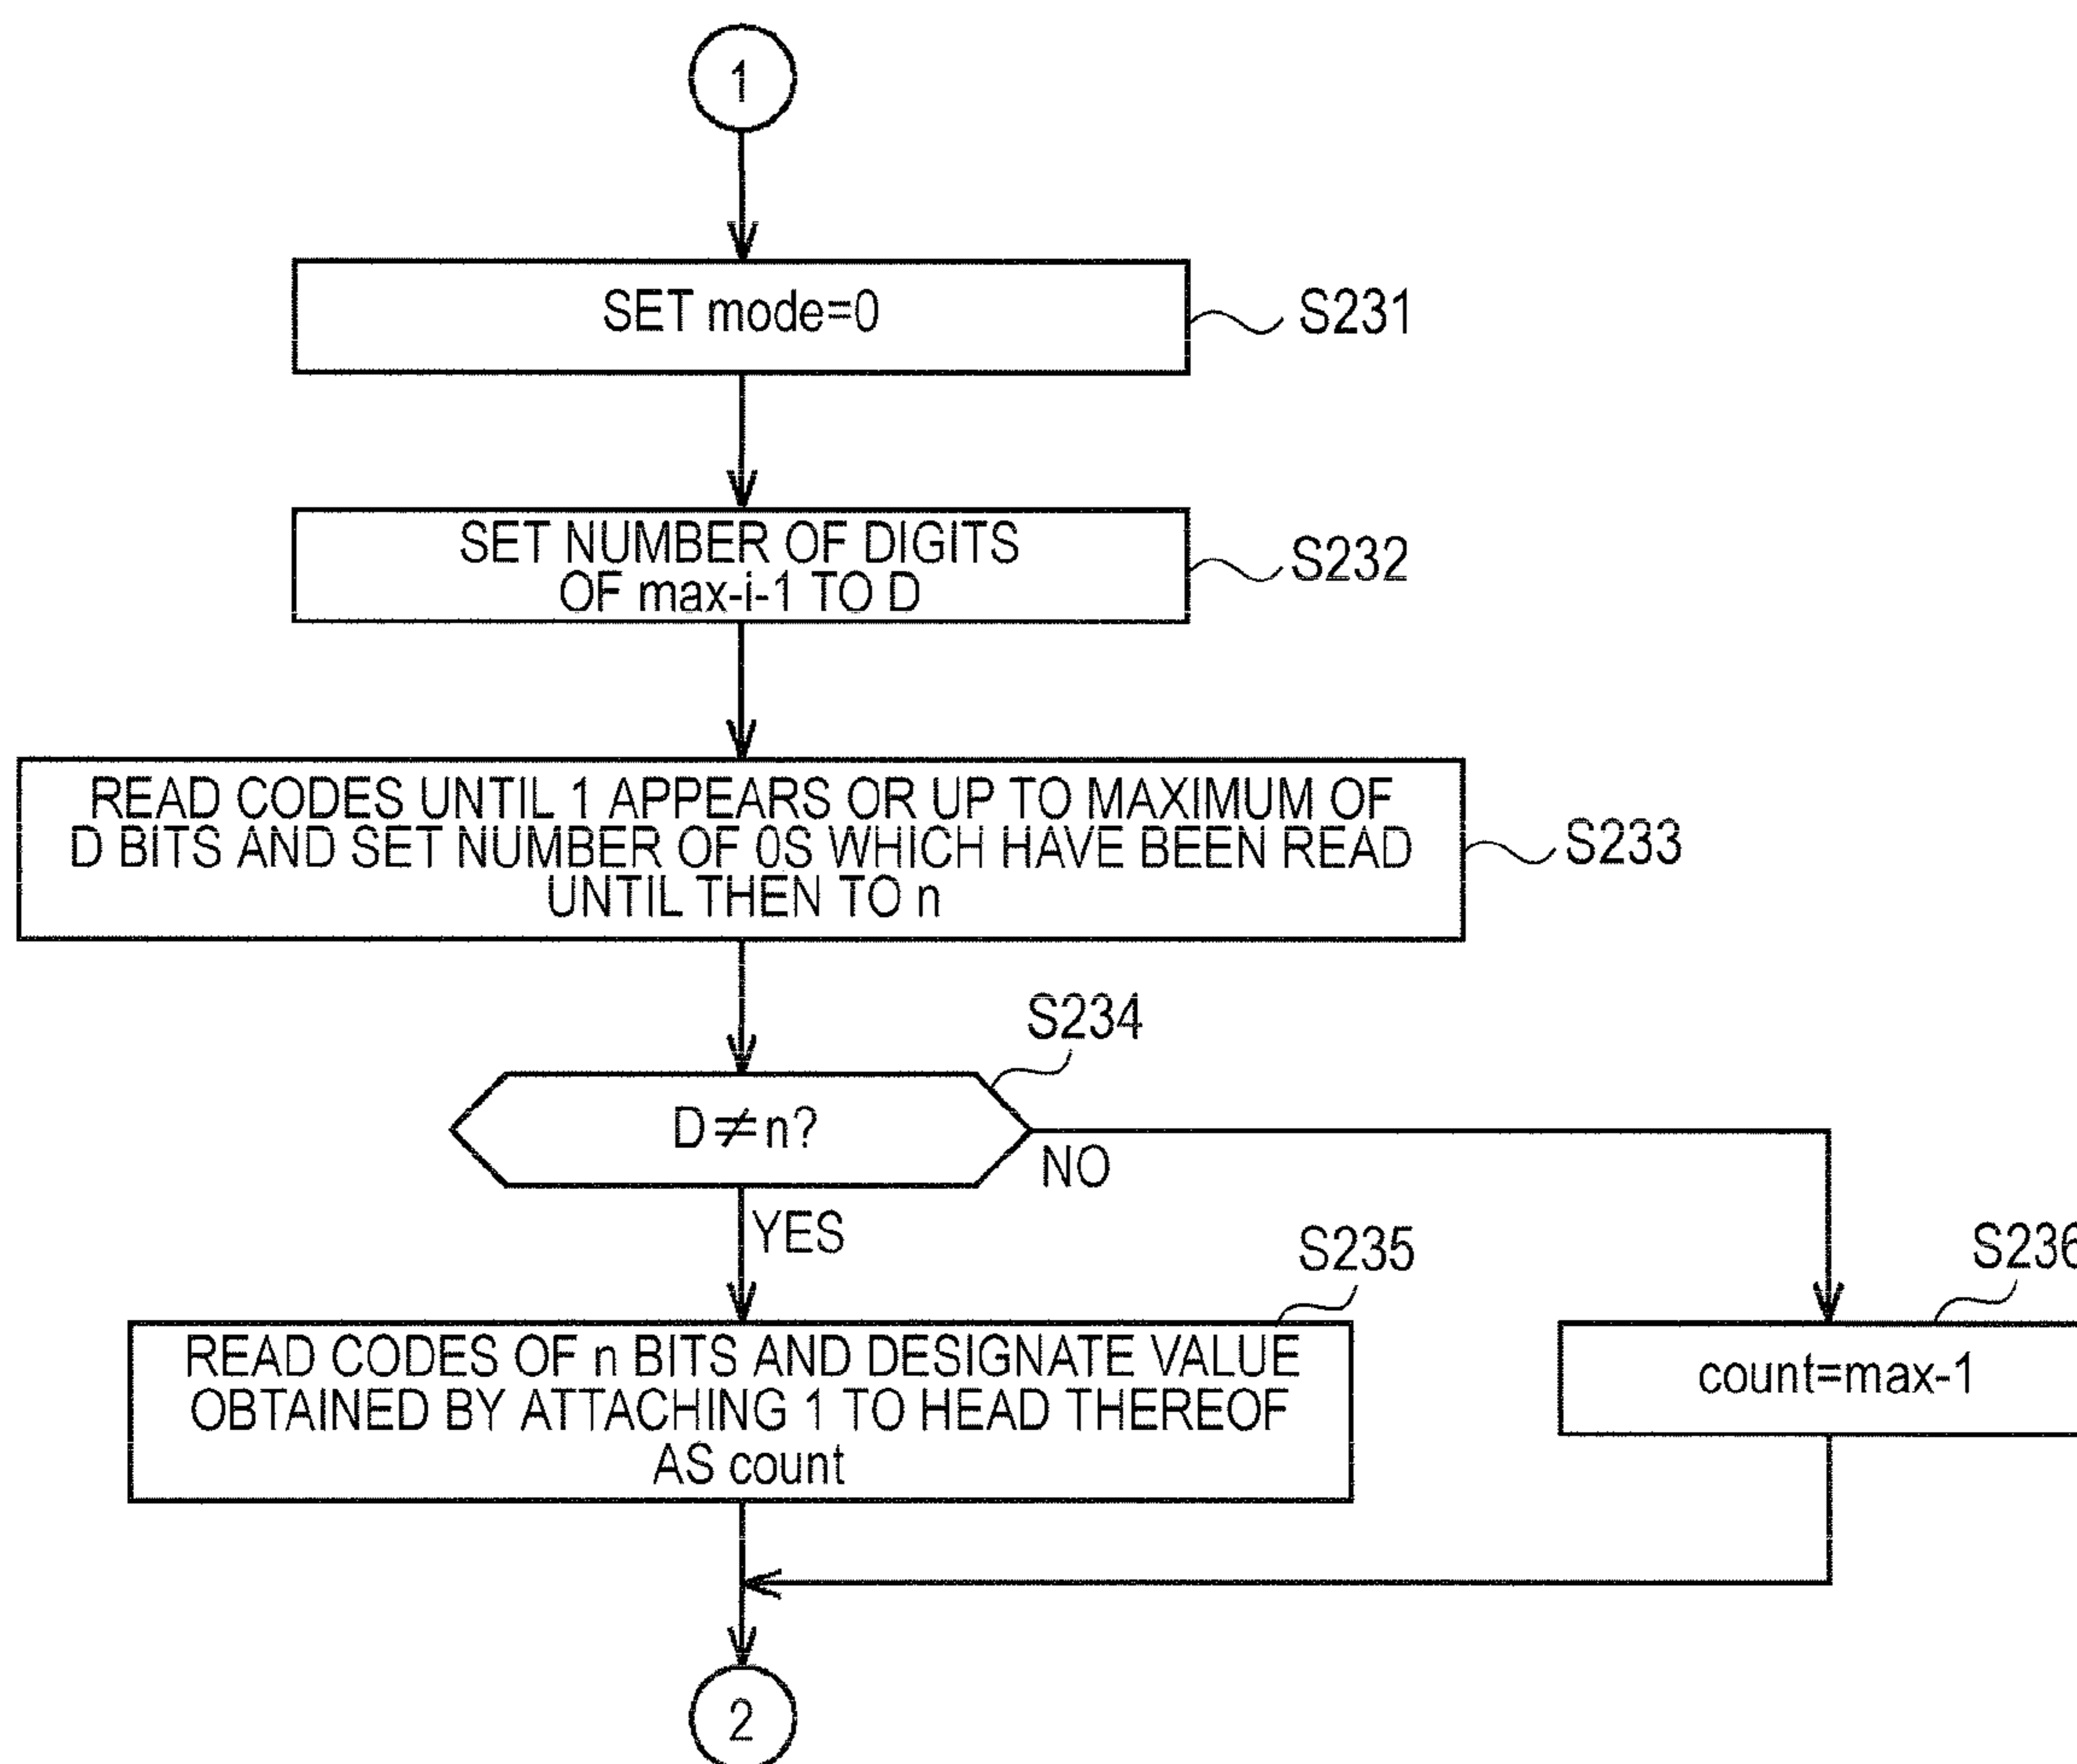 1
SET mode=0
S231
SET NUMBER OF DIGITS
OF max-i-1 TO D
S232
READ CODES UNTIL 1 APPEARS OR UP TO MAXIMUM OF
D BITS AND SET NUMBER OF 0S WHICH HAVE BEEN READ
UNTIL THEN TO n
S233
S234
D≠n?
NO
YES
S235
READ CODES OF n BITS AND DESIGNATE VALUE
OBTAINED BY ATTACHING 1 TO HEAD THEREOF
AS count
S236
count=max-1
2